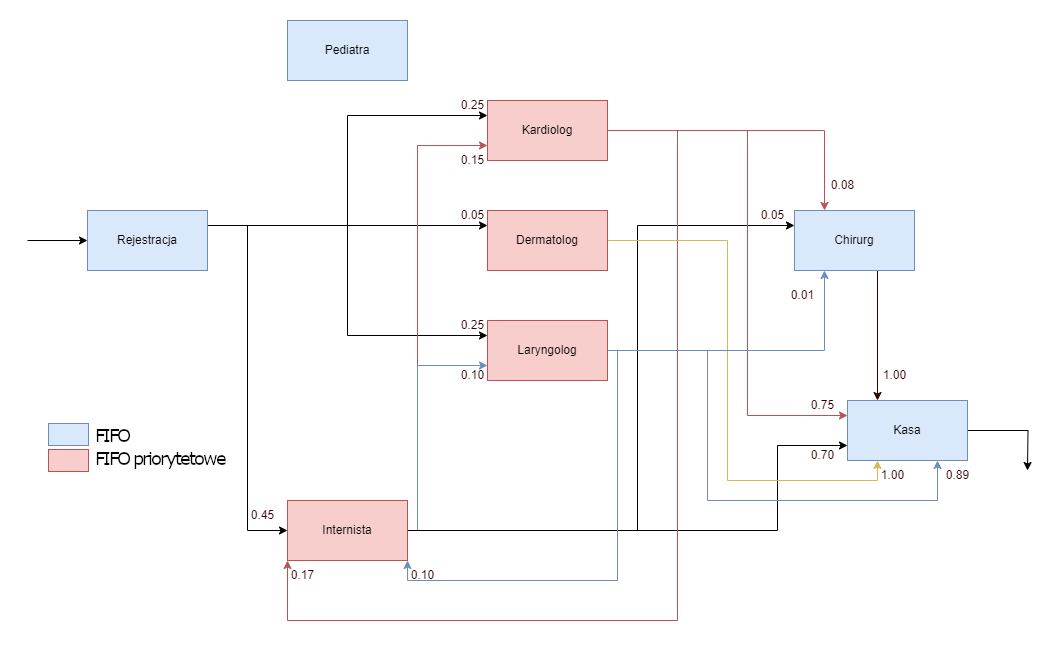 Pediatra
0.25
Kardiolog
0.15
0.08
Rejestracja
0.05
Dermatolog
0.05
Chirurg
0.01
0.25
Laryngolog
0.10
1.00
0.75
Kasa
0.70
1.00
0.89
FIFO
FIFO priorytetowe
0.45
Internista
0.17
0.10